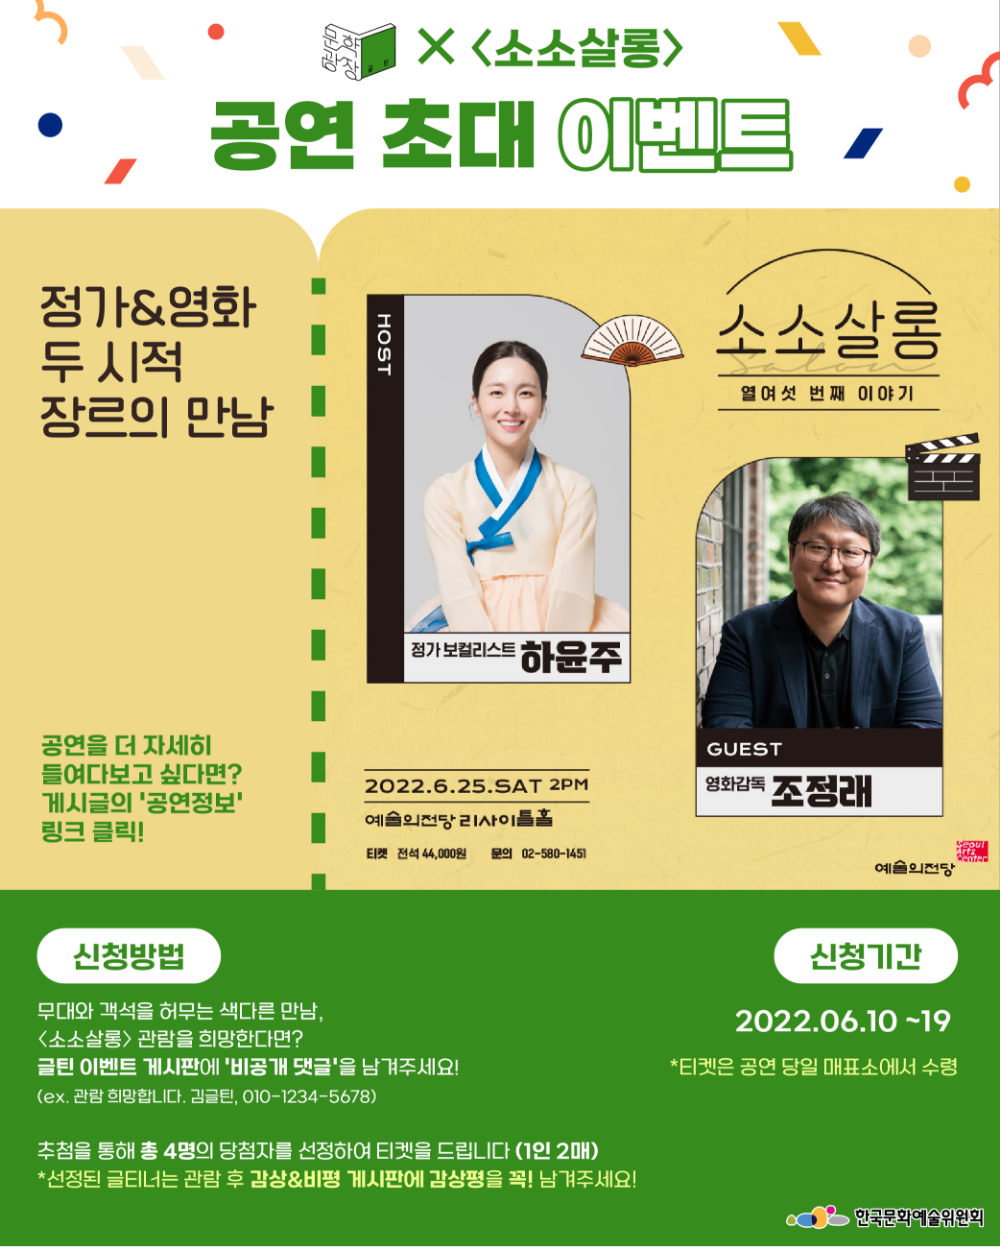 문학
광장
글틴
× 〈소소살롱〉
공연 초대 이벤트
정가&영화
두 시적
장르의 만남
공연을 더 자세히
들여다보고 싶다면?
게시글의 '공연정보'
링크 클릭!
HOST
정가 보컬리스트 하윤주
소소살롱
Salon
열여섯 번째 이야기
GUEST
영화감독 조정래
2022.6.25.SAT 2PM
예술의전당 리사이틀홀
티켓 전석 44,000원 문의 02-580-1451
예술의전당
Seoul
Arts
Center
신청방법
무대와 객석을 허무는 색다른 만남,
〈소소살롱〉 관람을 희망한다면?
글틴 이벤트 게시판에 '비공개 댓글'을 남겨주세요!
(ex. 관람 희망합니다. 김글틴, 010-1234-5678)
추첨을 통해 총 4명의 당첨자를 선정하여 티켓을 드립니다 (1인 2매)
*선정된 글티너는 관람 후 감상&비평 게시판에 감상평을 꼭! 남겨주세요!
신청기간
2022.06.10 ~19
*티켓은 공연 당일 매표소에서 수령
한국문화예술위원회